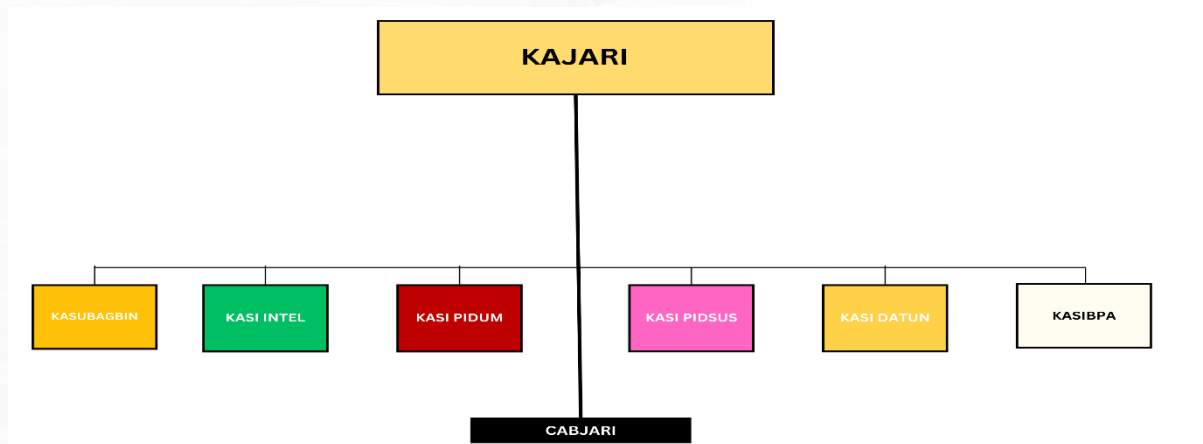 KAJARI
KASUBAGBIN
KASI INTEL
KASI PIDUM
KASI PIDSUS
KASI DATUN
KASIBPA
CABJARI